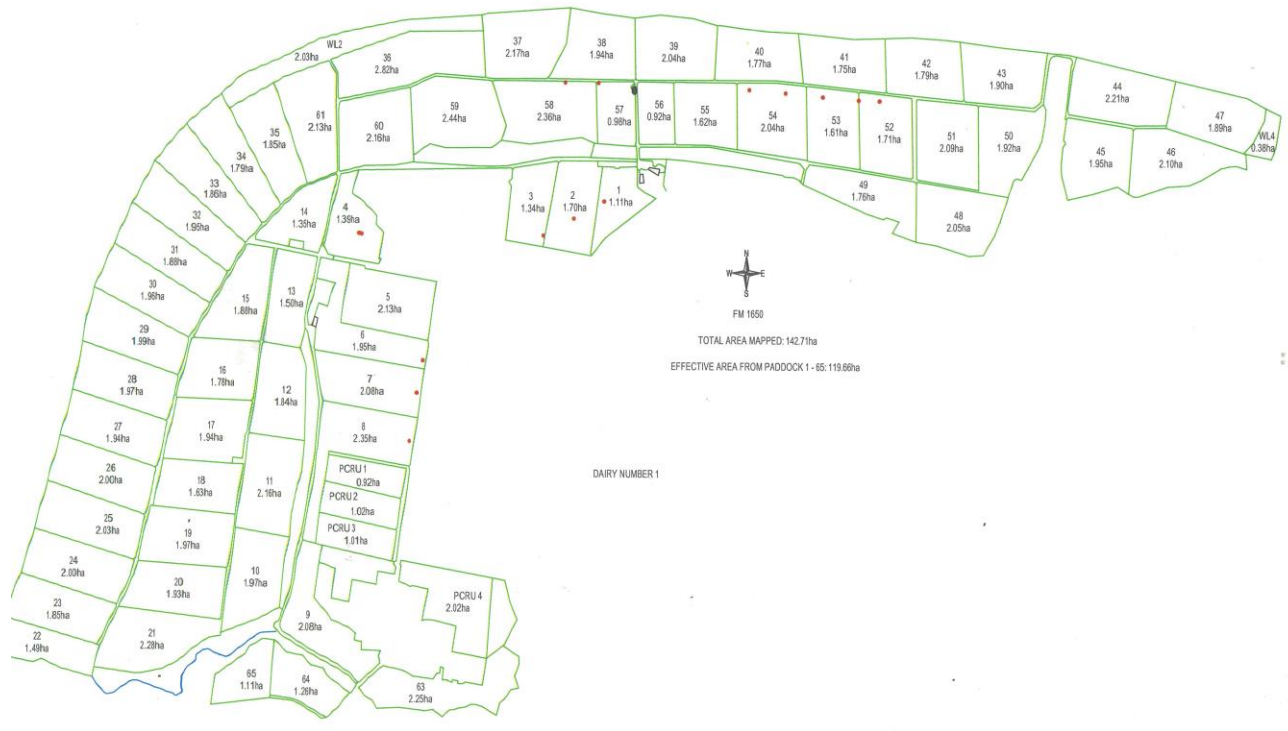 WL2
2.03ha
36
2.82ha
37
2.17ha
38
1.94ha
39
2.04ha
40
1.77ha
41
1.75ha
42
1.79ha
43
1.90ha
44
2.21ha
47
1.89ha
WL4
0.38ha
45
1.95ha
46
2.10ha
61
2.13ha
60
2.16ha
59
2.44ha
58
2.36ha
57
0.98ha
56
0.92ha
55
1.62ha
54
2.04ha
53
1.61ha
52
1.71ha
51
2.09ha
50
1.92ha
49
1.76ha
48
2.05ha
35
1.85ha
34
1.79ha
33
1.86ha
32
1.95ha
31
1.88ha
30
1.96ha
29
1.99ha
28
1.97ha
27
1.94ha
26
2.00ha
25
2.03ha
24
2.00ha
23
1.85ha
22
1.49ha
14
1.35ha
4
1.39ha
3
1.34ha
2
1.70ha
1
1.11ha
15
1.88ha
13
1.50ha
5
2.13ha
6
1.95ha
7
2.08ha
8
2.35ha
16
1.78ha
12
1.84ha
17
1.94ha
18
1.63ha
11
2.16ha
19
1.97ha
20
1.93ha
10
1.97ha
21
2.28ha
PCRU 1
0.92ha
PCRU 2
1.02ha
PCRU 3
1.01ha
PCRU 4
2.02ha
9
2.08ha
65
1.11ha
64
1.26ha
63
2.25ha
N
W E
S
FM 1650
TOTAL AREA MAPPED: 142.71ha
EFFECTIVE AREA FROM PADDOCK 1 - 65: 119.66ha
DAIRY NUMBER 1